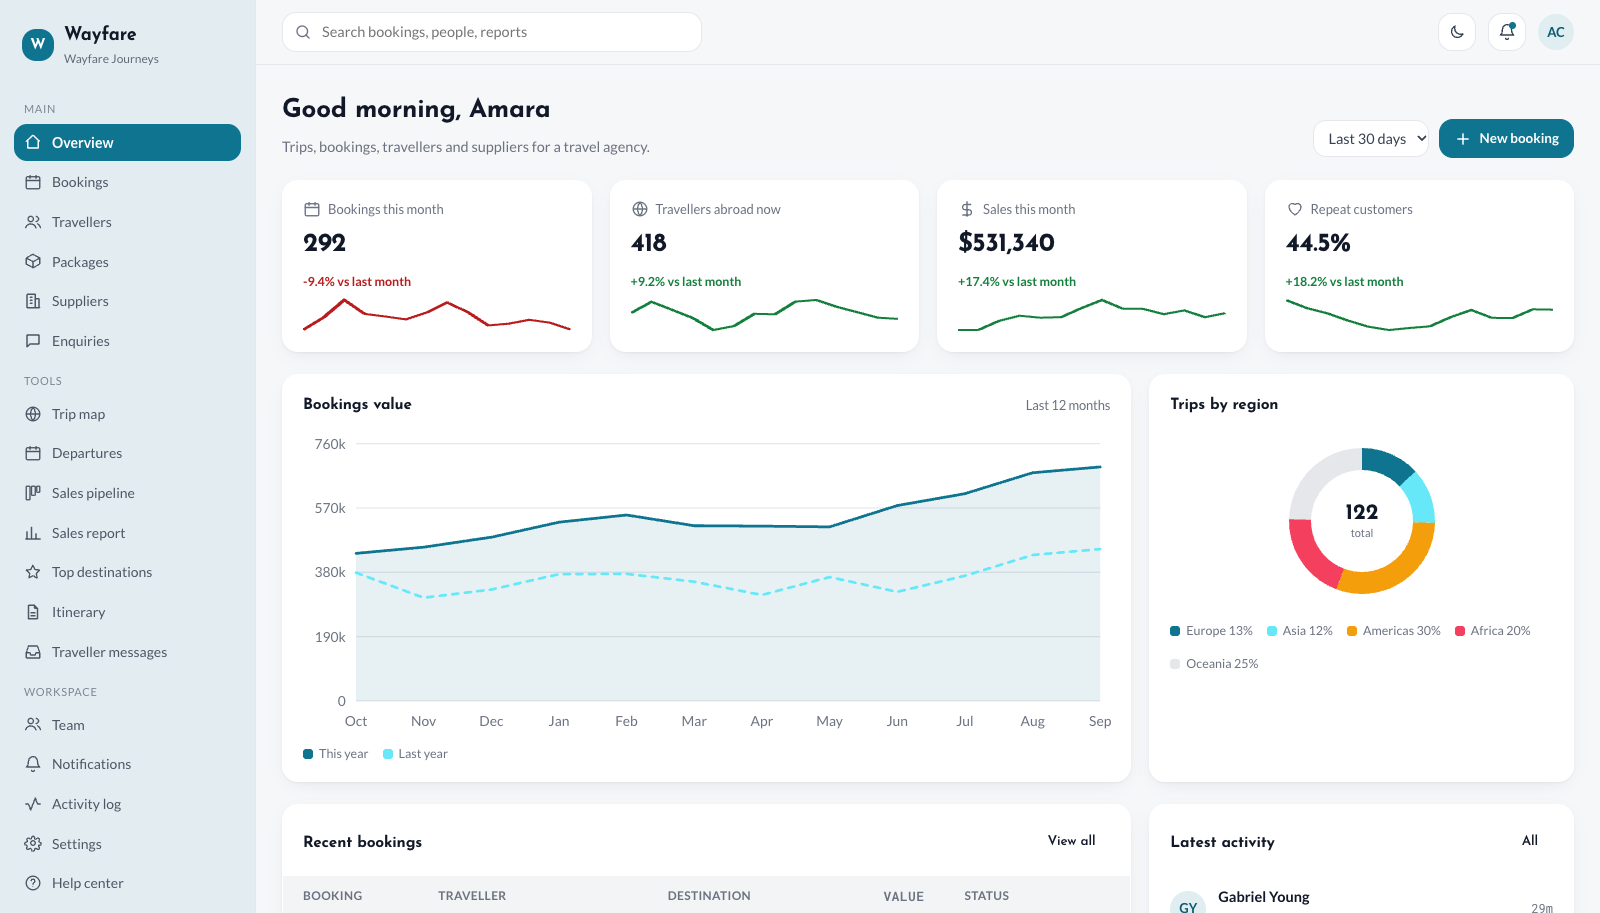 W
Wayfare
Wayfare Journeys
MAIN
Overview
Bookings
Travellers
Packages
Suppliers
Enquiries
TOOLS
Trip map
Departures
Sales pipeline
Sales report
Top destinations
Itinerary
Traveller messages
WORKSPACE
Team
Notifications
Activity log
Settings
Help center
Search bookings, people, reports
AC
Good morning, Amara
Trips, bookings, travellers and suppliers for a travel agency.
Last 30 days
New booking
Bookings this month
292
-9.4% vs last month
Travellers abroad now
418
+9.2% vs last month
Sales this month
$531,340
+17.4% vs last month
Repeat customers
44.5%
+18.2% vs last month
Bookings value
Last 12 months
760k
570k
380k
190k
0
Oct Nov Dec Jan Feb Mar Apr May Jun Jul Aug Sep
This year Last year
Trips by region
122
total
Europe 13% Asia 12% Americas 30% Africa 20%
Oceania 25%
Recent bookings
View all
BOOKING TRAVELLER DESTINATION VALUE STATUS
Latest activity
All
GY
Gabriel Young
29m